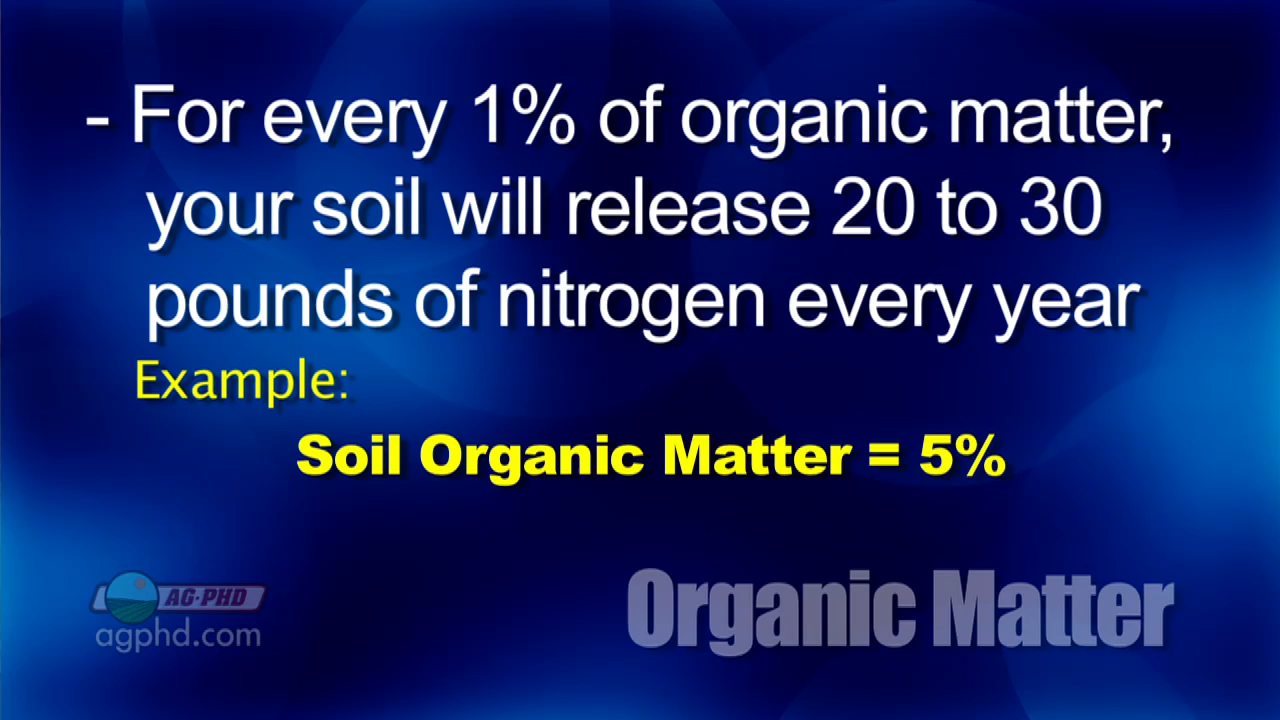 - For every 1% of organic matter,
your soil will release 20 to 30
pounds of nitrogen every year
Example:
Soil Organic Matter = 5%
AG·PHD
agphd.com
Organic Matter